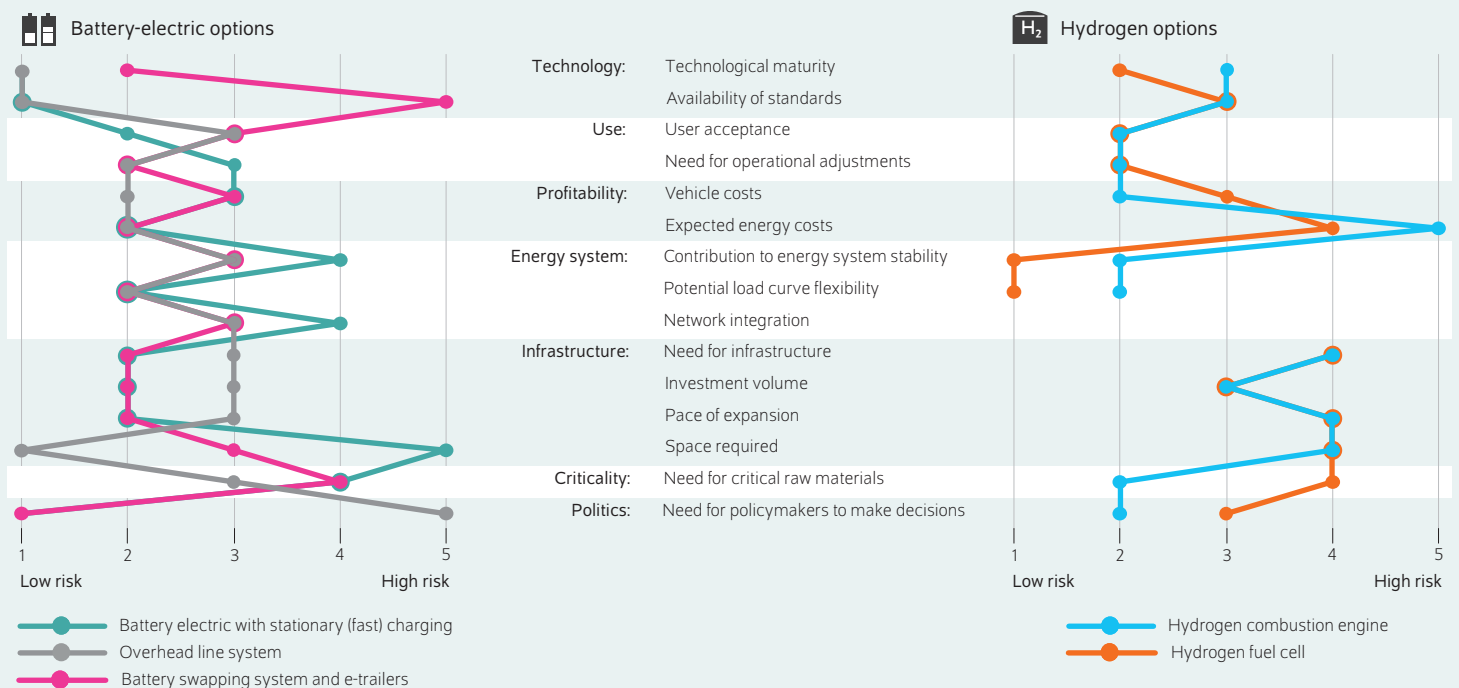 Battery-electric options
H₂ Hydrogen options
Technology: Technological maturity
Availability of standards
Use: User acceptance
Need for operational adjustments
Profitability: Vehicle costs
Expected energy costs
Energy system: Contribution to energy system stability
Potential load curve flexibility
Network integration
Infrastructure: Need for infrastructure
Investment volume
Pace of expansion
Space required
Criticality: Need for critical raw materials
Politics: Need for policymakers to make decisions
1 2 3 4 5
Low risk High risk
1 2 3 4 5
Low risk High risk
Battery electric with stationary (fast) charging
Overhead line system
Battery swapping system and e-trailers
Hydrogen combustion engine
Hydrogen fuel cell